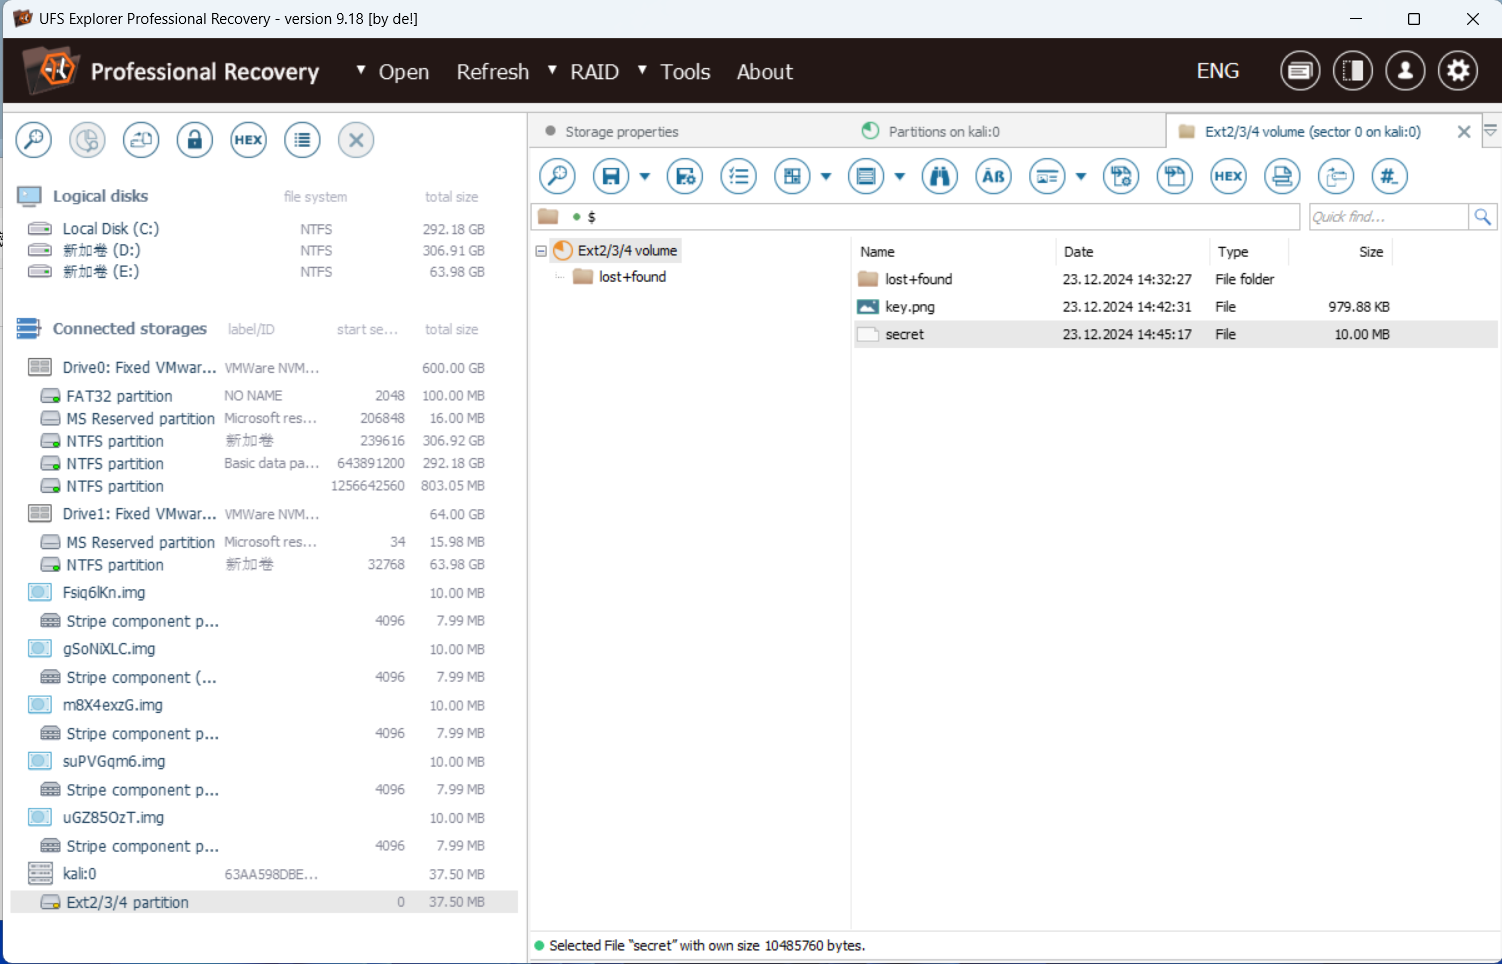 UFS Explorer Professional Recovery - version 9.18 [by de!]
Professional Recovery
Open
Refresh
RAID
Tools
About
ENG
HEX
Logical disks file system total size
Local Disk (C:) NTFS 292.18 GB
新加卷 (D:) NTFS 306.91 GB
新加卷 (E:) NTFS 63.98 GB
Connected storages label/ID start se... total size
Drive0: Fixed VMwar... VMWare NVM... 600.00 GB
FAT32 partition NO NAME 2048 100.00 MB
MS Reserved partition Microsoft res... 206848 16.00 MB
NTFS partition 新加卷 239616 306.92 GB
NTFS partition Basic data pa... 643891200 292.18 GB
NTFS partition 1256642560 803.05 MB
Drive1: Fixed VMwar... VMWare NVM... 64.00 GB
MS Reserved partition Microsoft res... 34 15.98 MB
NTFS partition 新加卷 32768 63.98 GB
Fsiq6lKn.img 10.00 MB
Stripe component p... 4096 7.99 MB
gSoNiXLC.img 10.00 MB
Stripe component (... 4096 7.99 MB
m8X4exzG.img 10.00 MB
Stripe component p... 4096 7.99 MB
suPVGqm6.img 10.00 MB
Stripe component p... 4096 7.99 MB
uGZ85OzT.img 10.00 MB
Stripe component p... 4096 7.99 MB
kali:0 63AA598DBE... 37.50 MB
Ext2/3/4 partition 0 37.50 MB
Storage properties
Partitions on kali:0
Ext2/3/4 volume (sector 0 on kali:0)
ÄB
HEX
#_
$
Quick find...
Ext2/3/4 volume
lost+found
Name Date Type Size
lost+found 23.12.2024 14:32:27 File folder
key.png 23.12.2024 14:42:31 File 979.88 KB
secret 23.12.2024 14:45:17 File 10.00 MB
Selected File “secret” with own size 10485760 bytes.